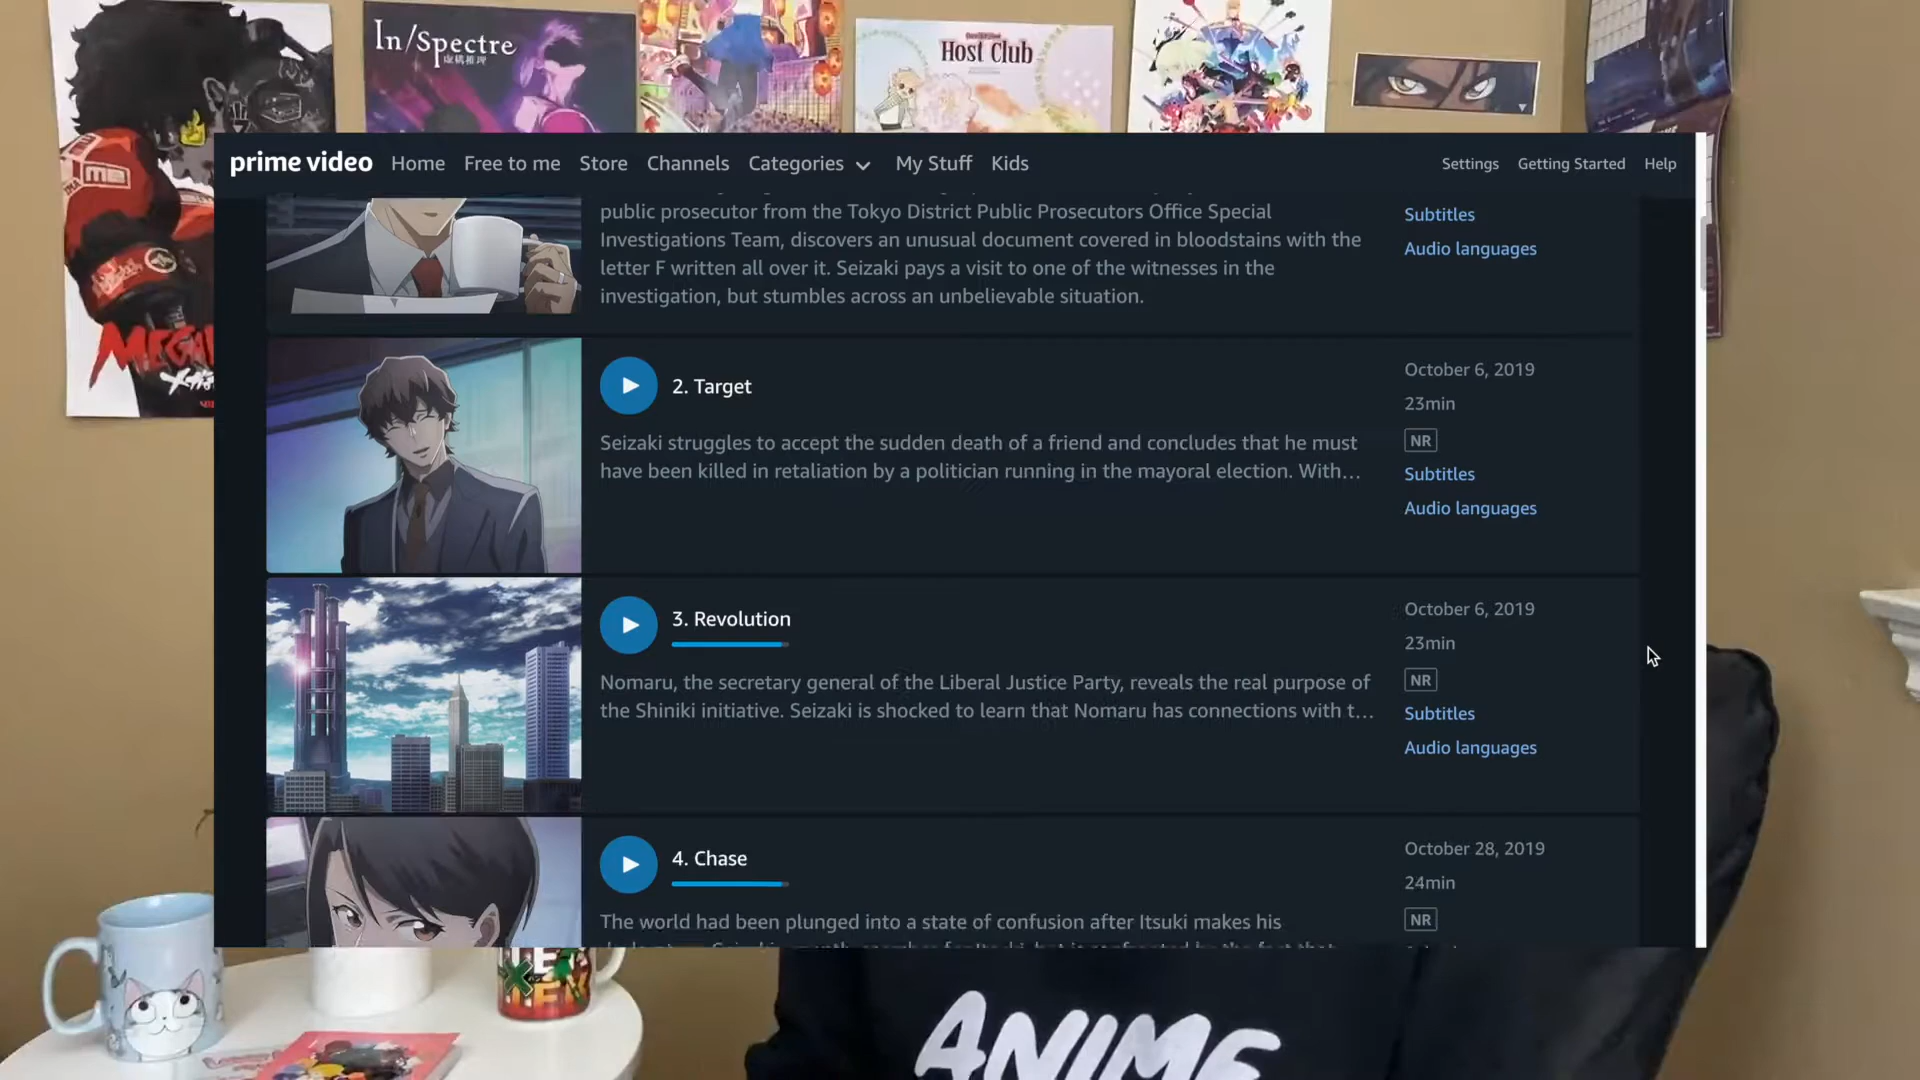 In/Spectre
虚構推理
Host Club
MEGA
prime video Home Free to me Store Channels Categories My Stuff Kids Settings Getting Started Help
public prosecutor from the Tokyo District Public Prosecutors Office Special
Investigations Team, discovers an unusual document covered in bloodstains with the
letter F written all over it. Seizaki pays a visit to one of the witnesses in the
investigation, but stumbles across an unbelievable situation.
Subtitles
Audio languages
2. Target
Seizaki struggles to accept the sudden death of a friend and concludes that he must
have been killed in retaliation by a politician running in the mayoral election. With...
October 6, 2019
23min
NR
Subtitles
Audio languages
3. Revolution
Nomaru, the secretary general of the Liberal Justice Party, reveals the real purpose of
the Shiniki initiative. Seizaki is shocked to learn that Nomaru has connections with t...
October 6, 2019
23min
NR
Subtitles
Audio languages
4. Chase
The world had been plunged into a state of confusion after Itsuki makes his
October 28, 2019
24min
NR
ANIME